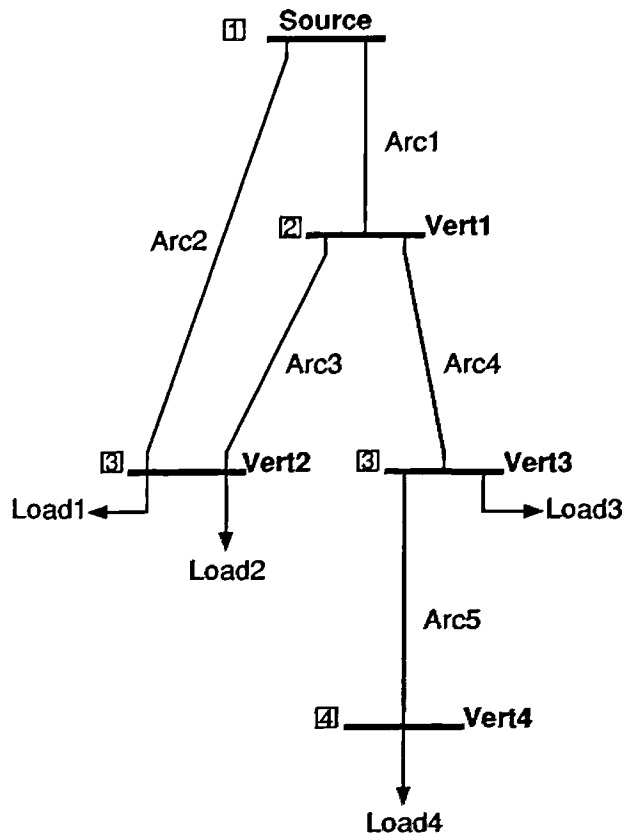 1 Source
Arc1
2 Vert1
Arc2
Arc3
Arc4
3 Vert2
3 Vert3
Load1
Load3
Load2
Arc5
4 Vert4
Load4